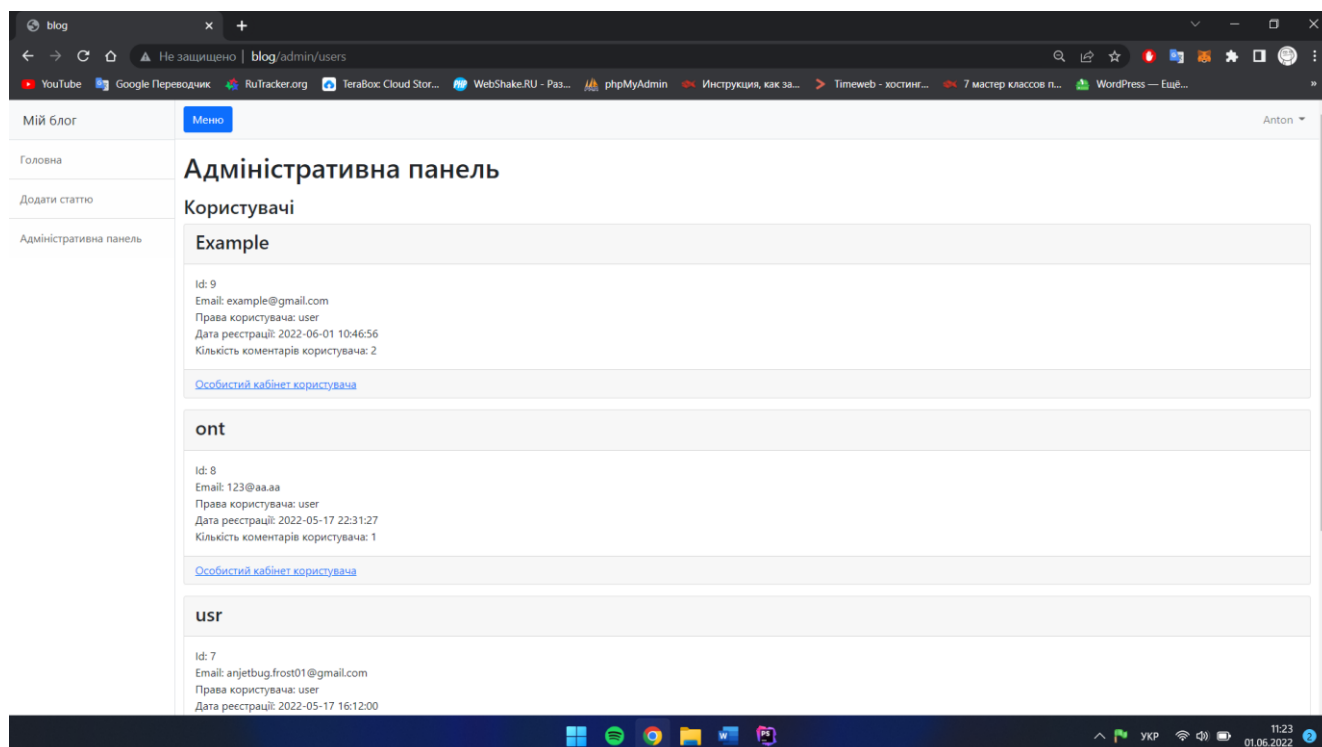 blog
Не защищено | blog/admin/users
YouTube Google Переводчик RuTracker.org TeraBox: Cloud Stor... WebShake.RU - Раз... phpMyAdmin Инструкция, как за... Timeweb - хостинг... 7 мастер классов п... WordPress — Ещё... »
Мій блог Меню Anton
Головна
Додати статтю
Адміністративна панель
Адміністративна панель
Користувачі
Example
Id: 9
Email: example@gmail.com
Права користувача: user
Дата реєстрації: 2022-06-01 10:46:56
Кількість коментарів користувача: 2
Особистий кабінет користувача
ont
Id: 8
Email: 123@aa.aa
Права користувача: user
Дата реєстрації: 2022-05-17 22:31:27
Кількість коментарів користувача: 1
Особистий кабінет користувача
usr
Id: 7
Email: anjetbug.frost01@gmail.com
Права користувача: user
Дата реєстрації: 2022-05-17 16:12:00
УКР 11:23
01.06.2022 2